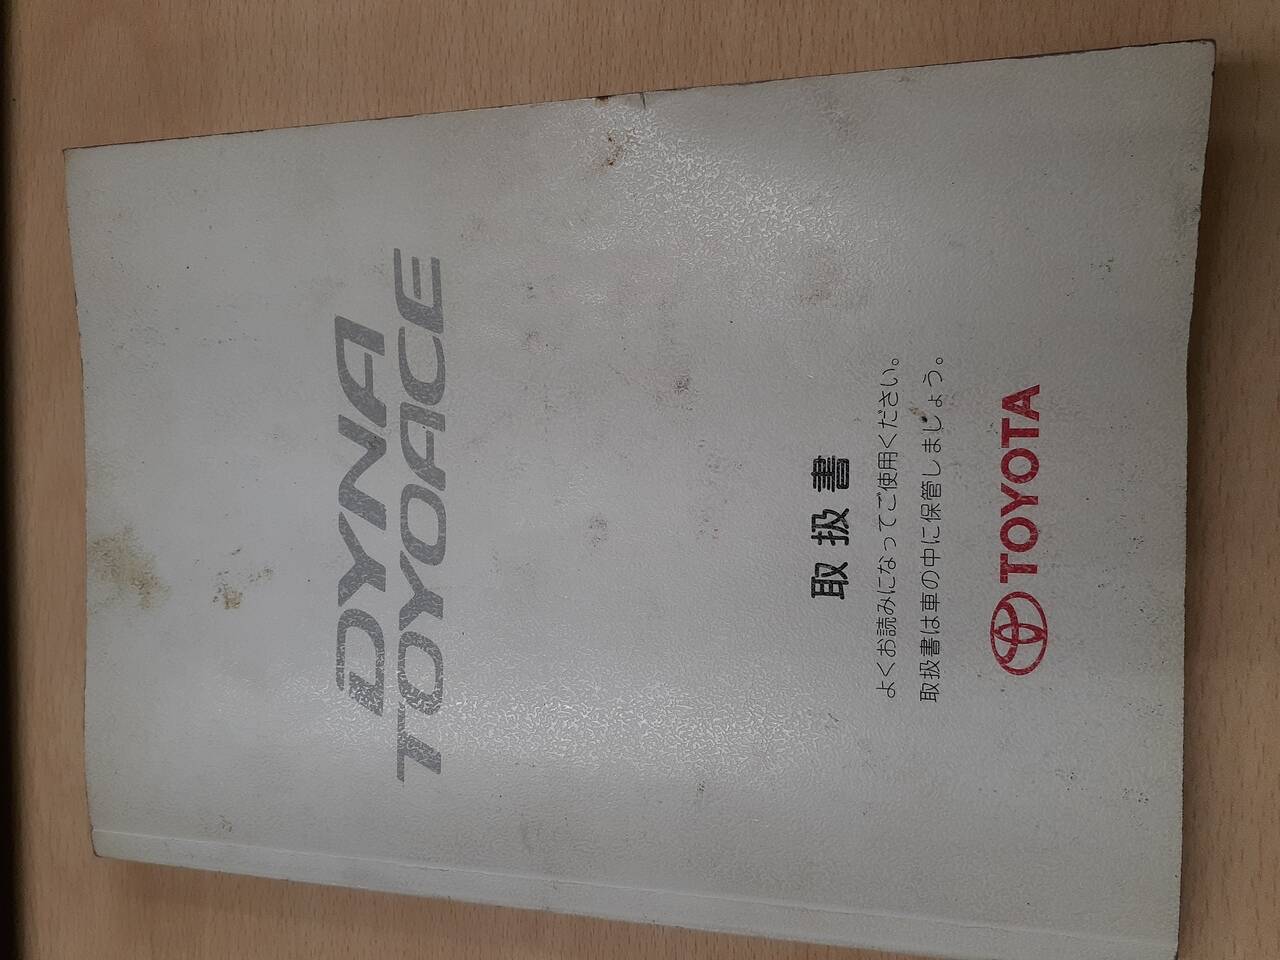 DYNA
TOYOACE
取扱書
よくお読みになってご使用ください。
取扱書は車の中に保管しましょう。
TOYOTA